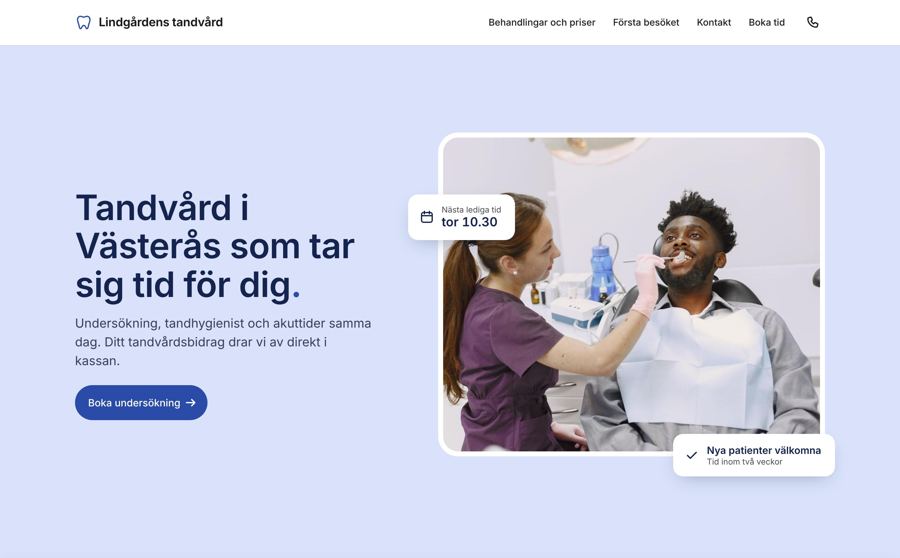 Lindgårdens tandvård
Behandlingar och priser
Första besöket
Kontakt
Boka tid
Tandvård i
Västerås som tar
sig tid för dig.
Undersökning, tandhygienist och akuttider samma
dag. Ditt tandvårdsbidrag drar vi av direkt i
kassan.
Boka undersökning →
Nästa lediga tid
tor 10.30
Nya patienter välkomna
Tid inom två veckor